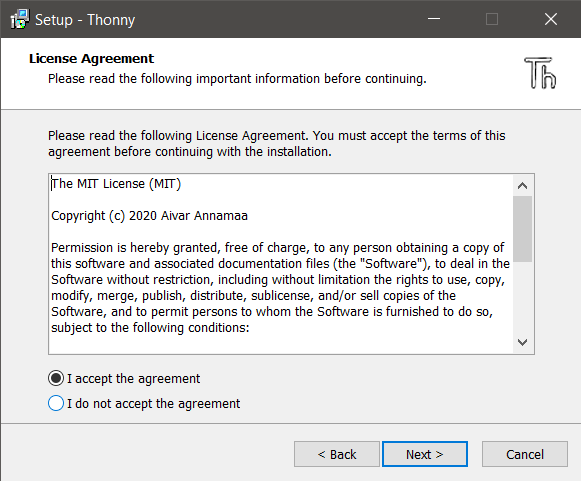 Setup - Thonny
License Agreement
Please read the following important information before continuing.
Th
Please read the following License Agreement. You must accept the terms of this
agreement before continuing with the installation.
The MIT License (MIT)
Copyright (c) 2020 Aivar Annamaa
Permission is hereby granted, free of charge, to any person obtaining a copy of
this software and associated documentation files (the "Software"), to deal in the
Software without restriction, including without limitation the rights to use, copy,
modify, merge, publish, distribute, sublicense, and/or sell copies of the
Software, and to permit persons to whom the Software is furnished to do so,
subject to the following conditions:
I accept the agreement
I do not accept the agreement
< Back
Next >
Cancel